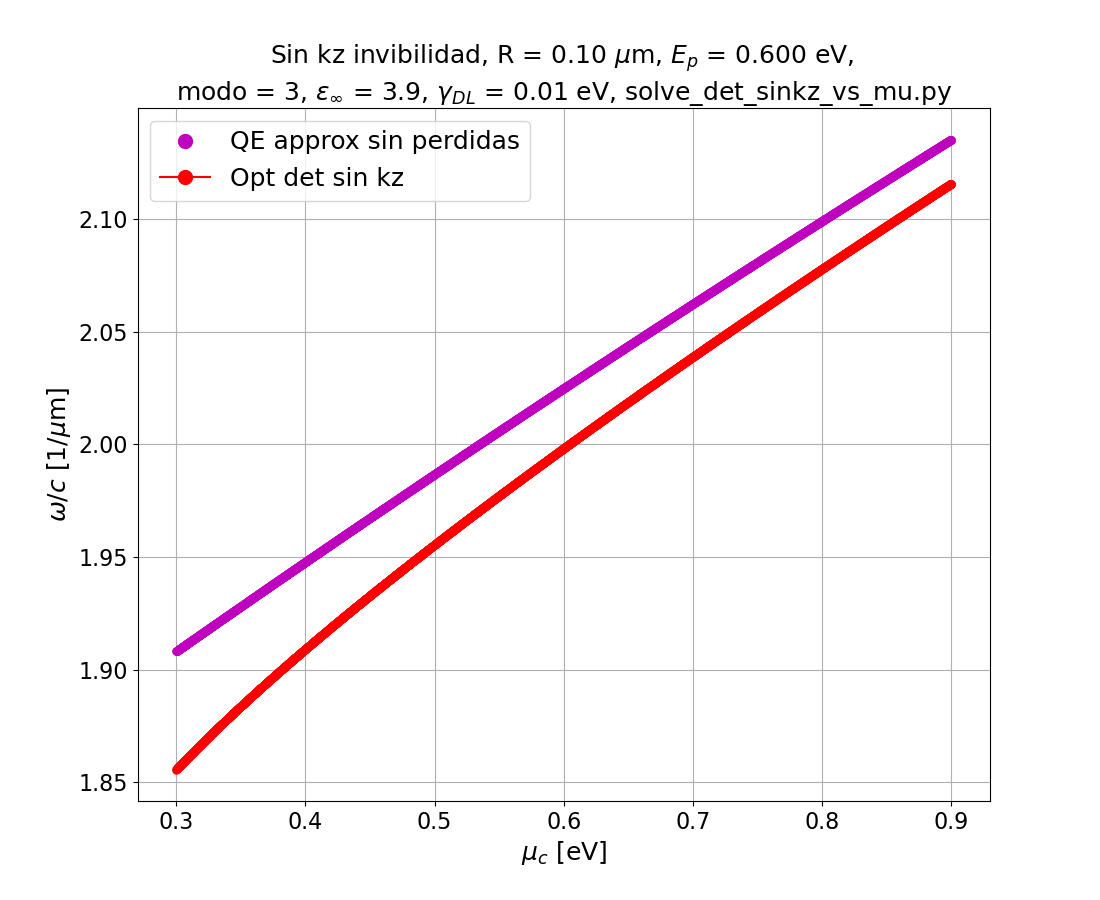 Sin kz invibilidad, R = 0.10 μm, E_p = 0.600 eV,
modo = 3, ε_∞ = 3.9, γ_DL = 0.01 eV, solve_det_sinkz_vs_mu.py
QE approx sin perdidas
Opt det sin kz
2.10
2.05
2.00
1.95
1.90
1.85
ω/c [1/μm]
0.3 0.4 0.5 0.6 0.7 0.8 0.9
μ_c [eV]